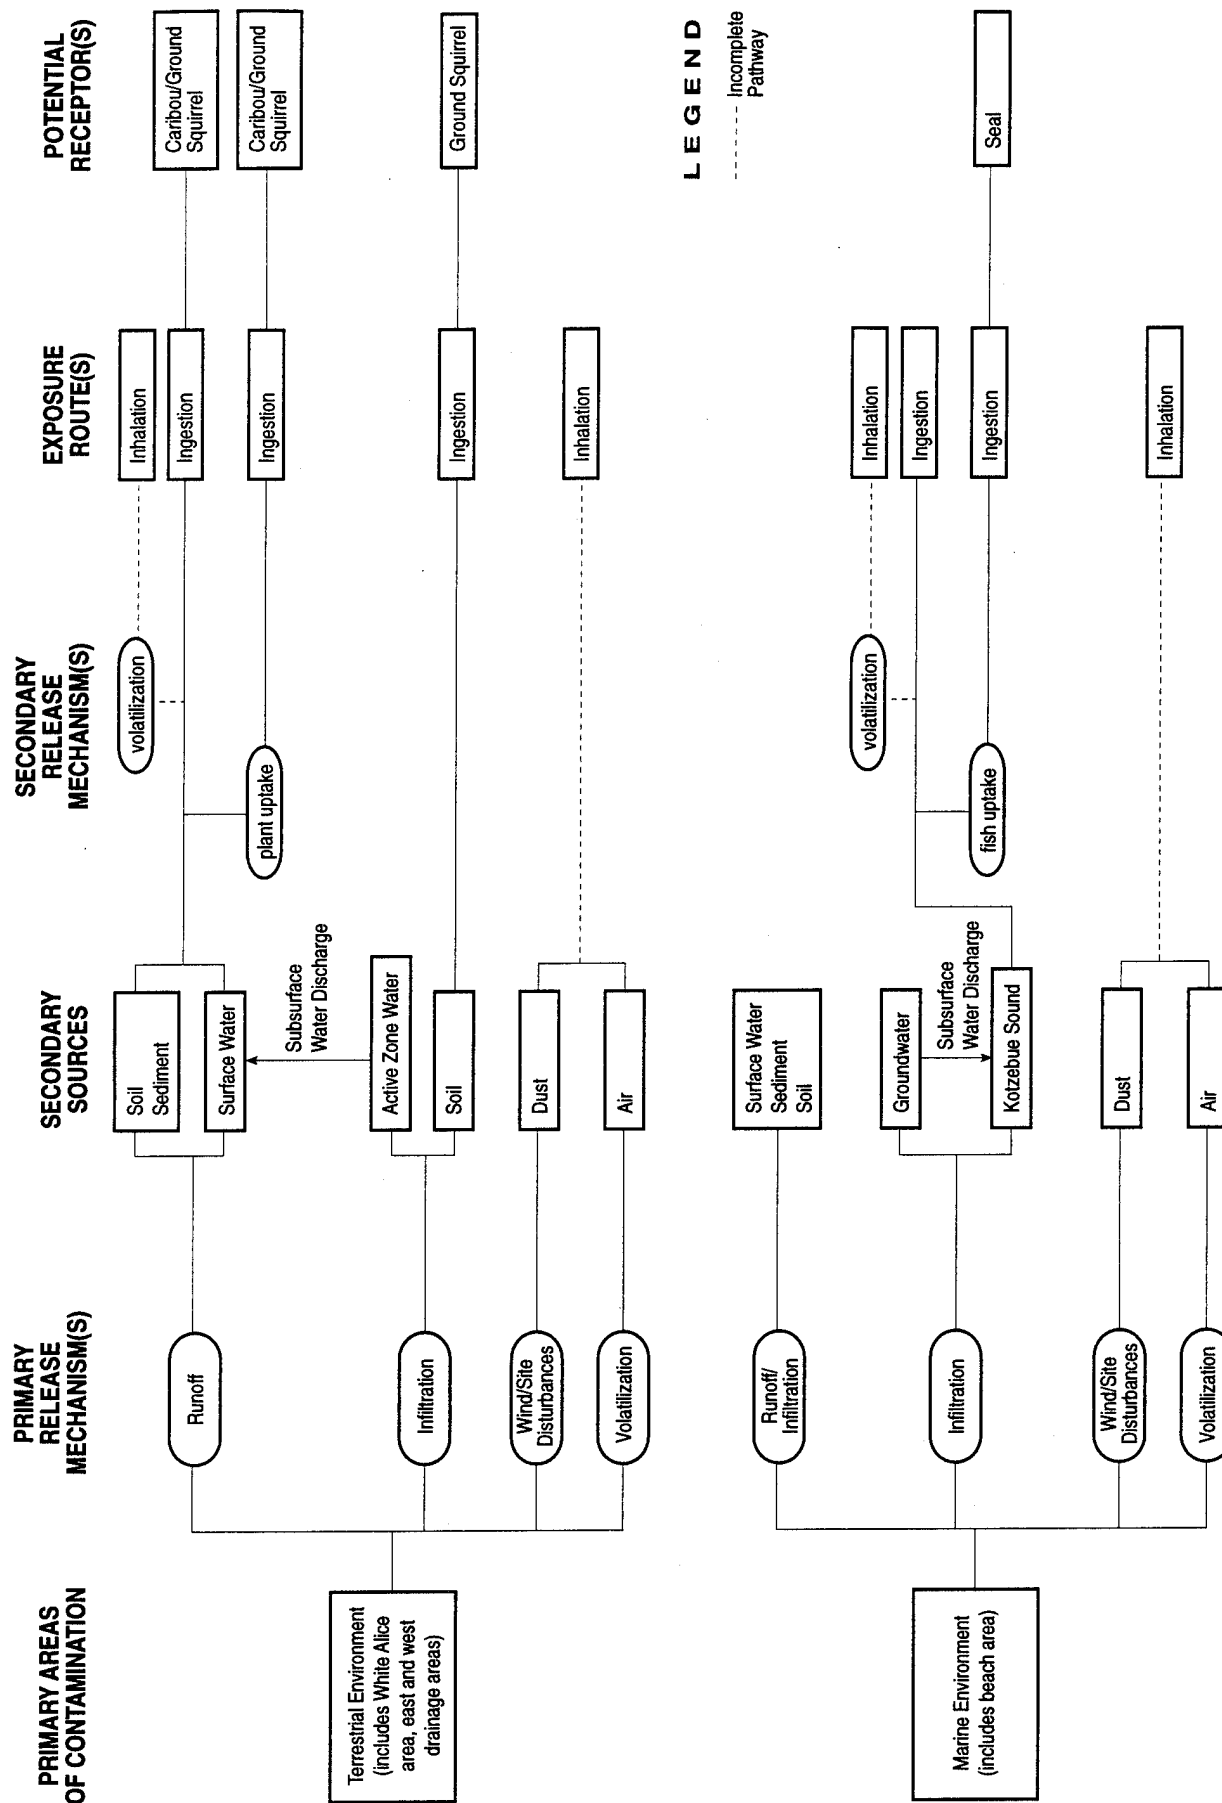 PRIMARY AREAS
OF CONTAMINATION
PRIMARY
RELEASE
MECHANISM(S)
SECONDARY
SOURCES
SECONDARY
RELEASE
MECHANISM(S)
EXPOSURE
ROUTE(S)
POTENTIAL
RECEPTOR(S)
Terrestrial Environment
(includes White Alice
area, east and west
drainage areas)
Runoff
Soil
Sediment
Surface Water
volatilization
plant uptake
Inhalation
Ingestion
Ingestion
Caribou/Ground
Squirrel
Caribou/Ground
Squirrel
Subsurface
Water Discharge
Infiltration
Active Zone Water
Soil
Ingestion
Ground Squirrel
Wind/Site
Disturbances
Dust
Inhalation
Volatilization
Air
LEGEND
Incomplete
Pathway
Marine Environment
(includes beach area)
Runoff/
Infiltration
Surface Water
Sediment
Soil
Infiltration
Groundwater
Subsurface
Water Discharge
Kotzebue Sound
volatilization
fish uptake
Inhalation
Ingestion
Ingestion
Seal
Wind/Site
Disturbances
Dust
Inhalation
Volatilization
Air